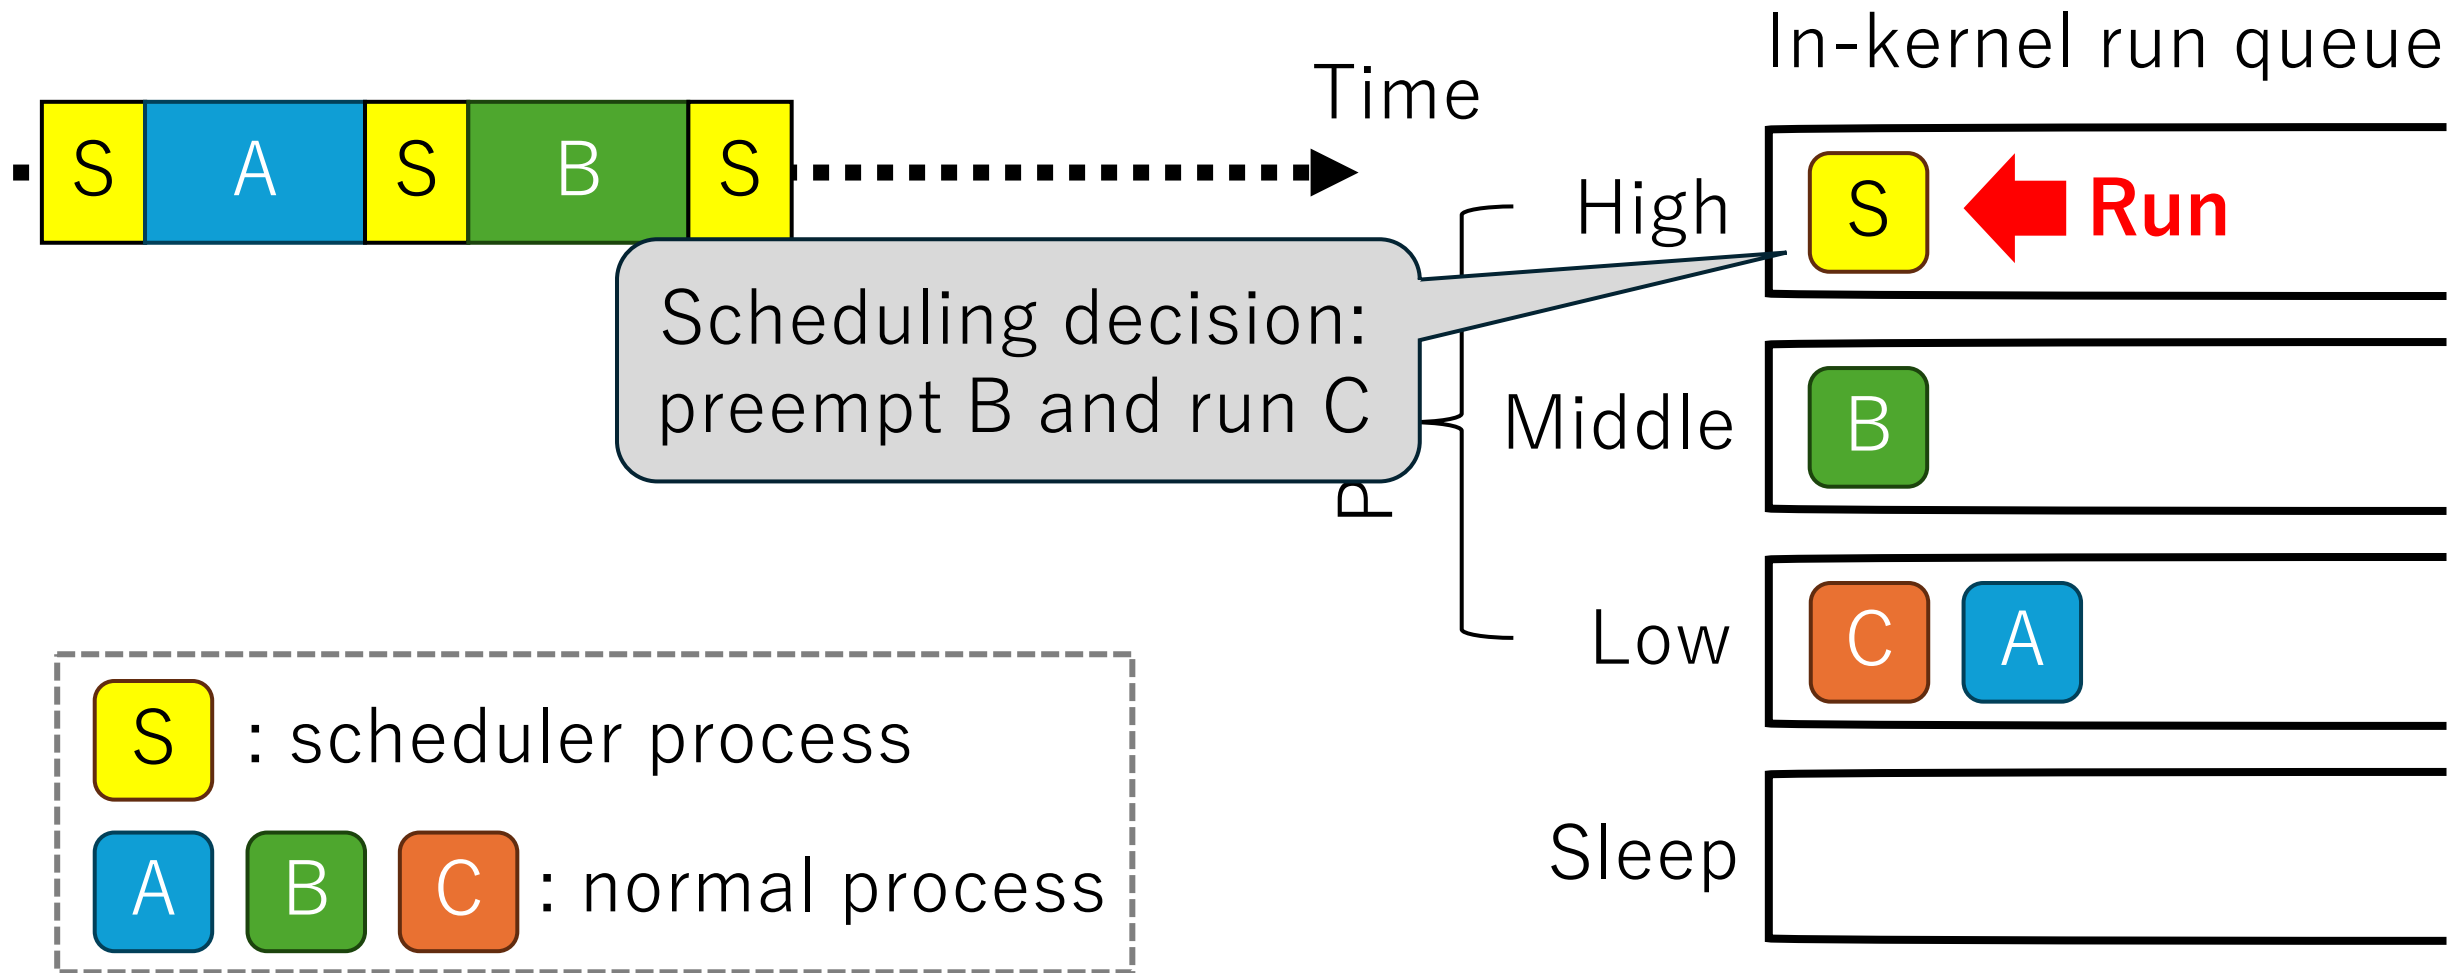 In-kernel run queue
Time
S A S B S
High
S
Run
Scheduling decision:
preempt B and run C
Middle
B
P
Low
C A
Sleep
S : scheduler process
A B C : normal process